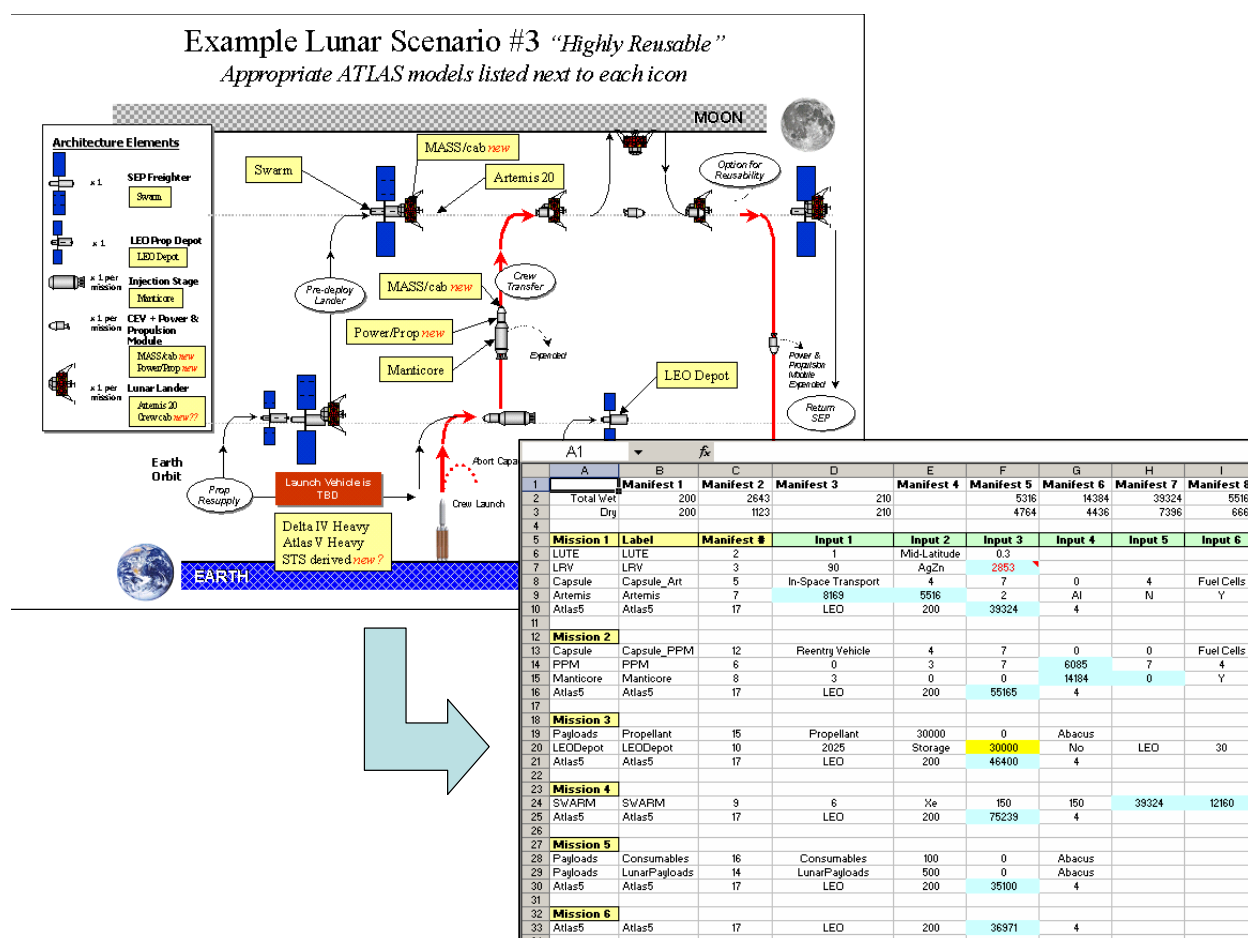 Example Lunar Scenario #3 "Highly Reusable"
Appropriate ATLAS models listed next to each icon
MOON
Architecture Elements
x 1
SEP Freighter
Swarm
x 1
LEO Prop Depot
LEO Depot
x 1 per
mission
Injection Stage
Manticore
x 1 per
mission
CEV + Power &
Propulsion
Module
MASS/cab new
Power/Prop new
x 1 per
mission
Lunar Lander
Artemis 20
Crew cab new??
Swarm
MASS/cab new
Artemis 20
Option for
Reusability
Pre-deploy
Lander
MASS/cab new
Crew
Transfer
Power/Prop new
Expended
Manticore
LEO Depot
Power &
Propulsion
Module
Expended
Return
SEP
Earth
Orbit
Prop
Resupply
Launch Vehicle is
TBD
Abort Capa
Crew Launch
Delta IV Heavy
Atlas V Heavy
STS derived new ?
EARTH
A1 fx
A B C D E F G H I
1 Manifest 1 Manifest 2 Manifest 3 Manifest 4 Manifest 5 Manifest 6 Manifest 7 Manifest 8
2 Total Wet 200 2643 210 5316 14384 39324 5516
3 Dry 200 1123 210 4764 4436 7396 666
4
5 Mission 1 Label Manifest # Input 1 Input 2 Input 3 Input 4 Input 5 Input 6
6 LUTE LUTE 2 1 Mid-Latitude 0.3
7 LRV LRV 3 90 AgZn 2853
8 Capsule Capsule_Art 5 In-Space Transport 4 7 0 4 Fuel Cells
9 Artemis Artemis 7 8169 5516 2 Al N Y
10 Atlas5 Atlas5 17 LEO 200 39324 4
11
12 Mission 2
13 Capsule Capsule_PPM 12 Reentry Vehicle 4 7 0 0 Fuel Cells
14 PPM PPM 6 0 3 7 6085 7 4
15 Manticore Manticore 8 3 0 0 14184 0 Y
16 Atlas5 Atlas5 17 LEO 200 55165 4
17
18 Mission 3
19 Payloads Propellant 15 Propellant 30000 0 Abacus
20 LEODepot LEODepot 10 2025 Storage 30000 No LEO 30
21 Atlas5 Atlas5 17 LEO 200 46400 4
22
23 Mission 4
24 SWARM SWARM 9 6 Xe 150 150 39324 12160
25 Atlas5 Atlas5 17 LEO 200 75239 4
26
27 Mission 5
28 Payloads Consumables 16 Consumables 100 0 Abacus
29 Payloads LunarPayloads 14 LunarPayloads 500 0 Abacus
30 Atlas5 Atlas5 17 LEO 200 35100 4
31
32 Mission 6
33 Atlas5 Atlas5 17 LEO 200 36971 4